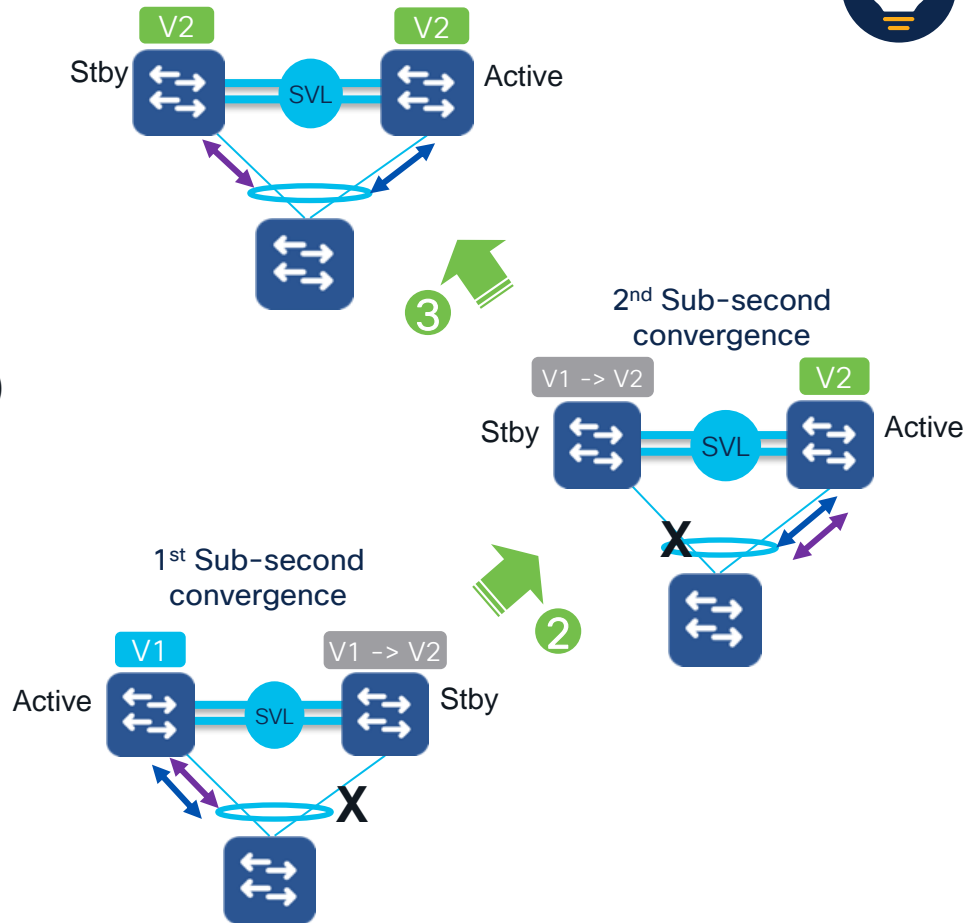 V2
V2
Stby
SVL
Active
3
2nd Sub-second
convergence
V1 -> V2
V2
Stby
SVL
Active
X
1st Sub-second
convergence
2
V1
V1 -> V2
Active
SVL
Stby
X
)